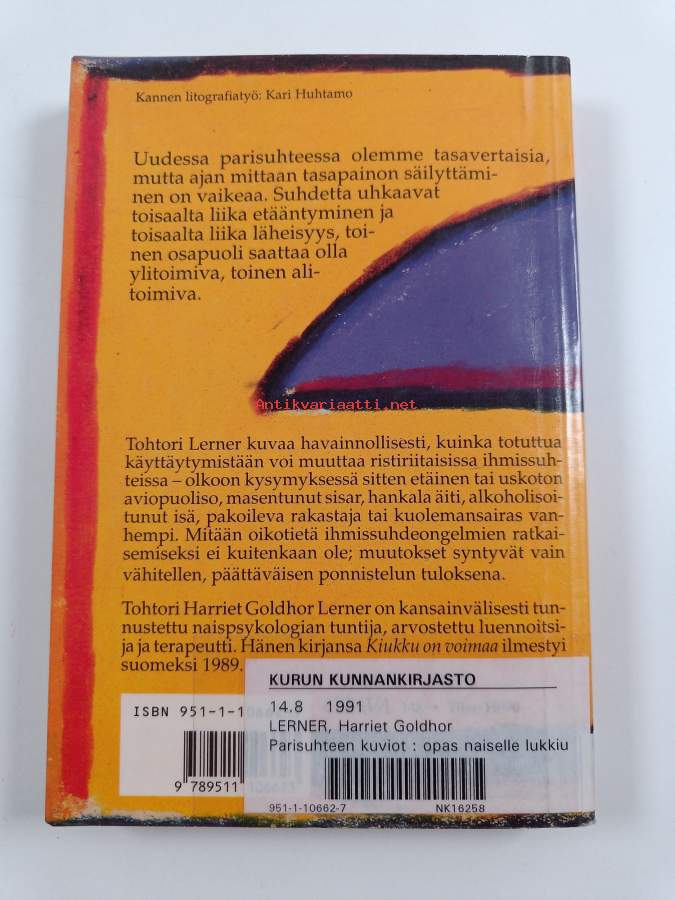 Kannen litografiatyö: Kari Huhtamo
Uudessa parisuhteessa olemme tasavertaisia,
mutta ajan mittaan tasapainon säilyttämi-
nen on vaikeaa. Suhdetta uhkaavat
toisaalta liika etääntyminen ja
toisaalta liika läheisyys, toi-
nen osapuoli saattaa olla
ylitoimiva, toinen ali-
toimiva.
Antikvariaatti.net
Tohtori Lerner kuvaa havainnollisesti, kuinka totuttua
käyttäytymistään voi muuttaa ristiriitaisissa ihmissuh-
teissa – olkoon kysymyksessä sitten etäinen tai uskoton
aviopuoliso, masentunut sisar, hankala äiti, alkoholisoi-
tunut isä, pakoileva rakastaja tai kuolemansairas van-
hempi. Mitään oikotietä ihmissuhdeongelmien ratkai-
semiseksi ei kuitenkaan ole; muutokset syntyvät vain
vähitellen, päättäväisen ponnistelun tuloksena.
Tohtori Harriet Goldhor Lerner on kansainvälisesti tun-
nustettu naispsykologian tuntija, arvostettu luennoitsi-
ja ja terapeutti. Hänen kirjansa Kiukku on voimaa ilmestyi
suomeksi 1989.
KURUN KUNNANKIRJASTO
14.8 1991
LERNER, Harriet Goldhor
Parisuhteen kuviot : opas naiselle lukkiu
951-1-10662-7 NK16258
ISBN 951-1-1
9 789511